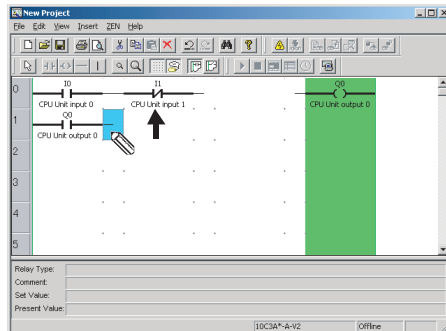 New Project
File Edit View Insert ZEN Help
0
I0
I1
Q0
CPU Unit input 0
CPU Unit input 1
CPU Unit output 0
1
Q0
CPU Unit output 0
2
3
4
5
Relay Type:
Comment:
Set Value:
Present Value:
10C3A*-A-V2
Offline